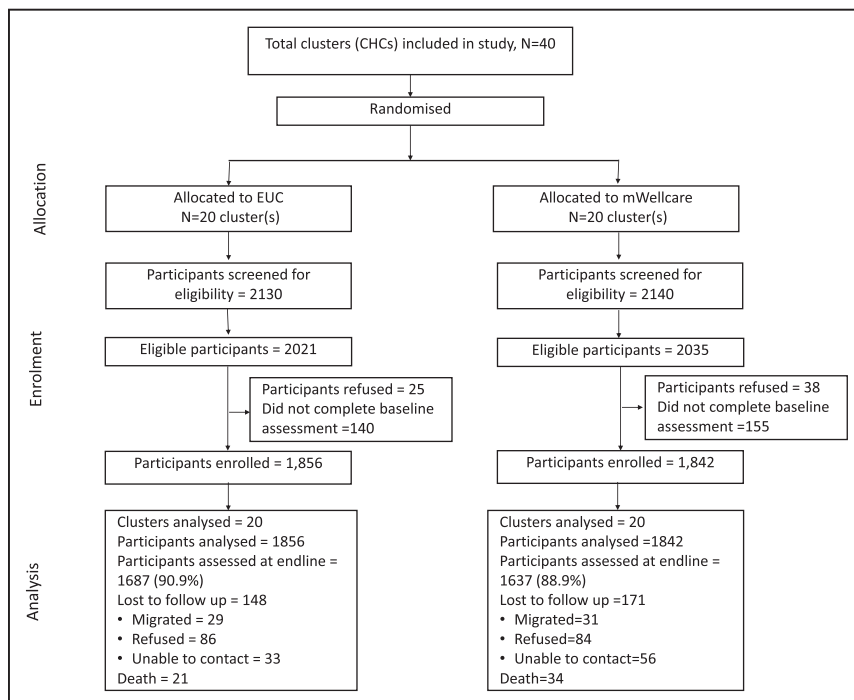 Total clusters (CHCs) included in study, N=40
Randomised
Allocation
Allocated to EUC
N=20 cluster(s)
Allocated to mWellcare
N=20 cluster(s)
Participants screened for
eligibility = 2130
Participants screened for
eligibility = 2140
Enrolment
Eligible participants = 2021
Eligible participants = 2035
Participants refused = 25
Did not complete baseline
assessment =140
Participants refused = 38
Did not complete baseline
assessment =155
Participants enrolled = 1,856
Participants enrolled = 1,842
Analysis
Clusters analysed = 20
Participants analysed = 1856
Participants assessed at endline =
1687 (90.9%)
Lost to follow up = 148
• Migrated = 29
• Refused = 86
• Unable to contact = 33
Death = 21
Clusters analysed = 20
Participants analysed =1842
Participants assessed at endline =
1637 (88.9%)
Lost to follow up =171
• Migrated=31
• Refused=84
• Unable to contact=56
Death=34